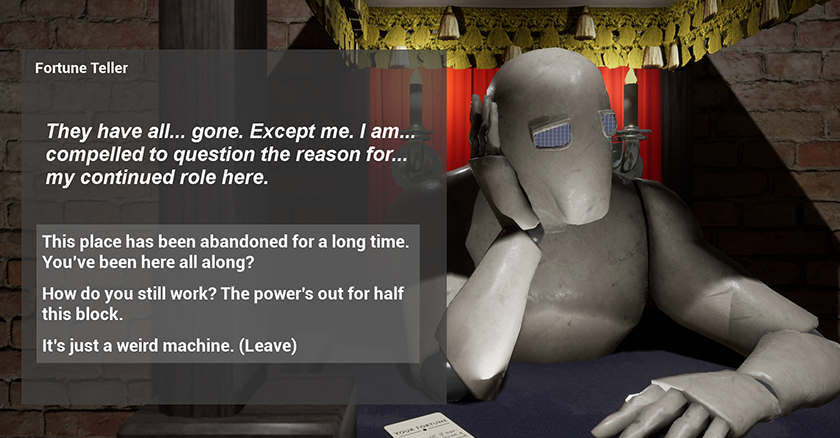 Fortune Teller
They have all... gone. Except me. I am...
compelled to question the reason for...
my continued role here.
This place has been abandoned for a long time.
You've been here all along?
How do you still work? The power's out for half
this block.
It's just a weird machine. (Leave)
YOUR FORTUNE